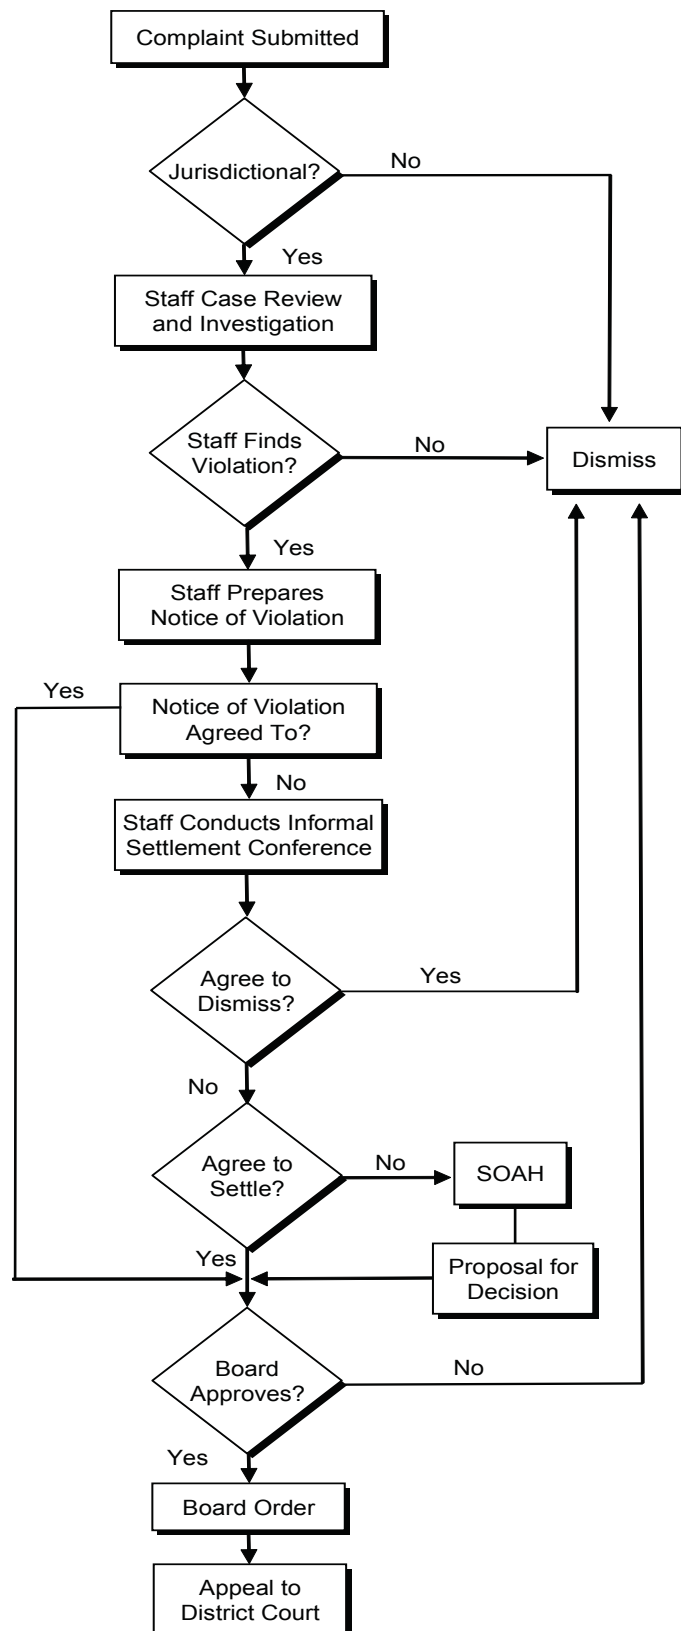 Complaint Submitted
Jurisdictional?
No
Yes
Staff Case Review
and Investigation
Staff Finds
Violation?
No
Dismiss
Yes
Staff Prepares
Notice of Violation
Yes
Notice of Violation
Agreed To?
No
Staff Conducts Informal
Settlement Conference
Agree to
Dismiss?
Yes
No
Agree to
Settle?
No
SOAH
Yes
Proposal for
Decision
Board
Approves?
No
Yes
Board Order
Appeal to
District Court